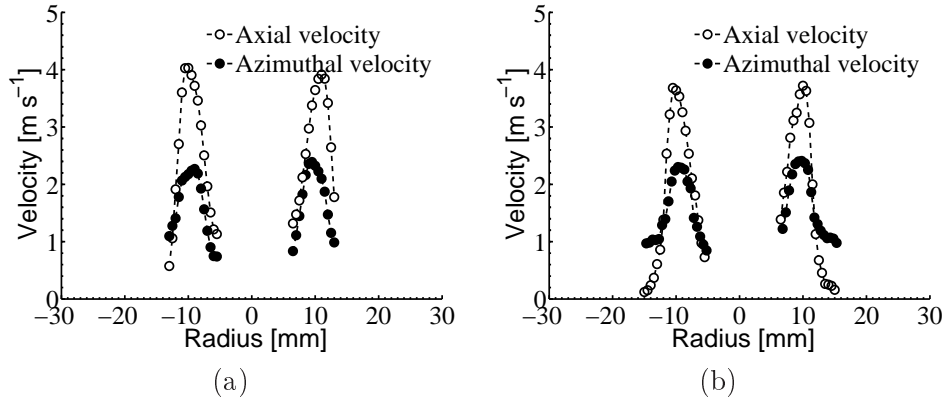 5
4
3
2
1
0
−30 −20 −10 0 10 20 30
Velocity [m s⁻¹]
Radius [mm]
Axial velocity
Azimuthal velocity
(a)
5
4
3
2
1
0
−30 −20 −10 0 10 20 30
Velocity [m s⁻¹]
Radius [mm]
Axial velocity
Azimuthal velocity
(b)